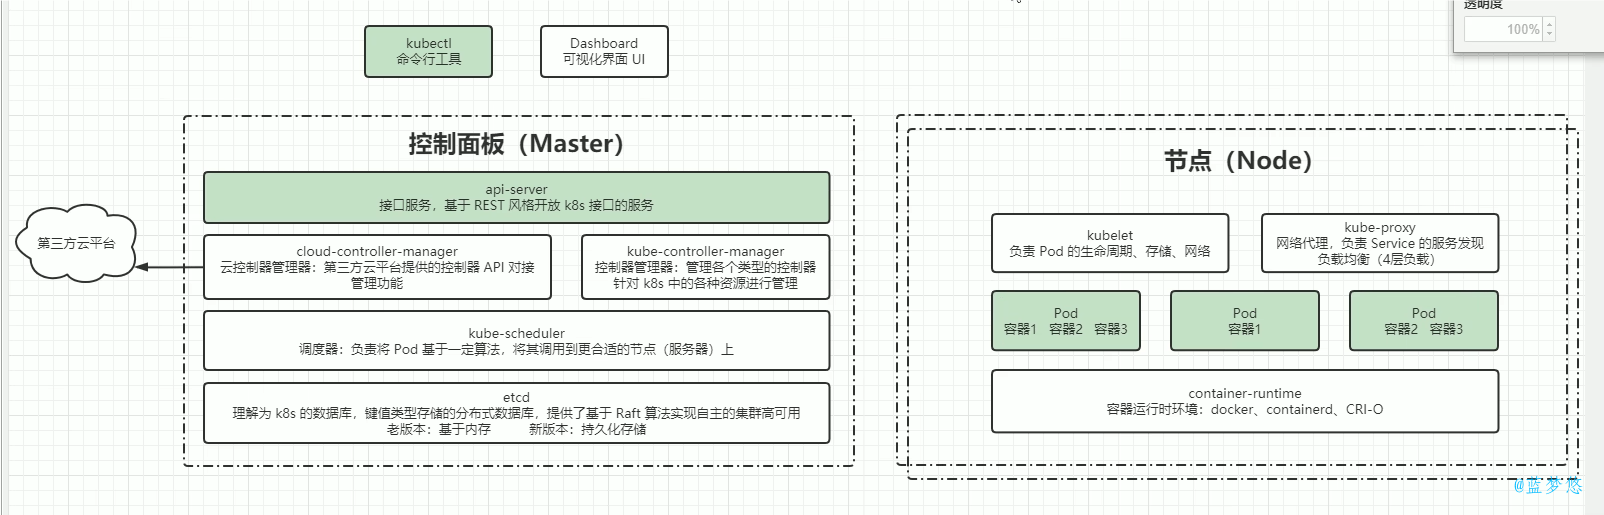 透明度
100%
kubectl
命令行工具
Dashboard
可视化界面 UI
控制面板（Master）
api-server
接口服务，基于 REST 风格开放 k8s 接口的服务
第三方云平台
cloud-controller-manager
云控制器管理器：第三方云平台提供的控制器 API 对接
管理功能
kube-controller-manager
控制器管理器：管理各个类型的控制器
针对 k8s 中的各种资源进行管理
kube-scheduler
调度器：负责将 Pod 基于一定算法，将其调用到更合适的节点（服务器）上
etcd
理解为 k8s 的数据库，键值类型存储的分布式数据库，提供了基于 Raft 算法实现自主的集群高可用
老版本：基于内存 新版本：持久化存储
节点（Node）
kubelet
负责 Pod 的生命周期、存储、网络
kube-proxy
网络代理，负责 Service 的服务发现
负载均衡（4层负载）
Pod
容器1 容器2 容器3
Pod
容器1
Pod
容器2 容器3
container-runtime
容器运行时环境：docker、containerd、CRI-O
@蓝梦悠